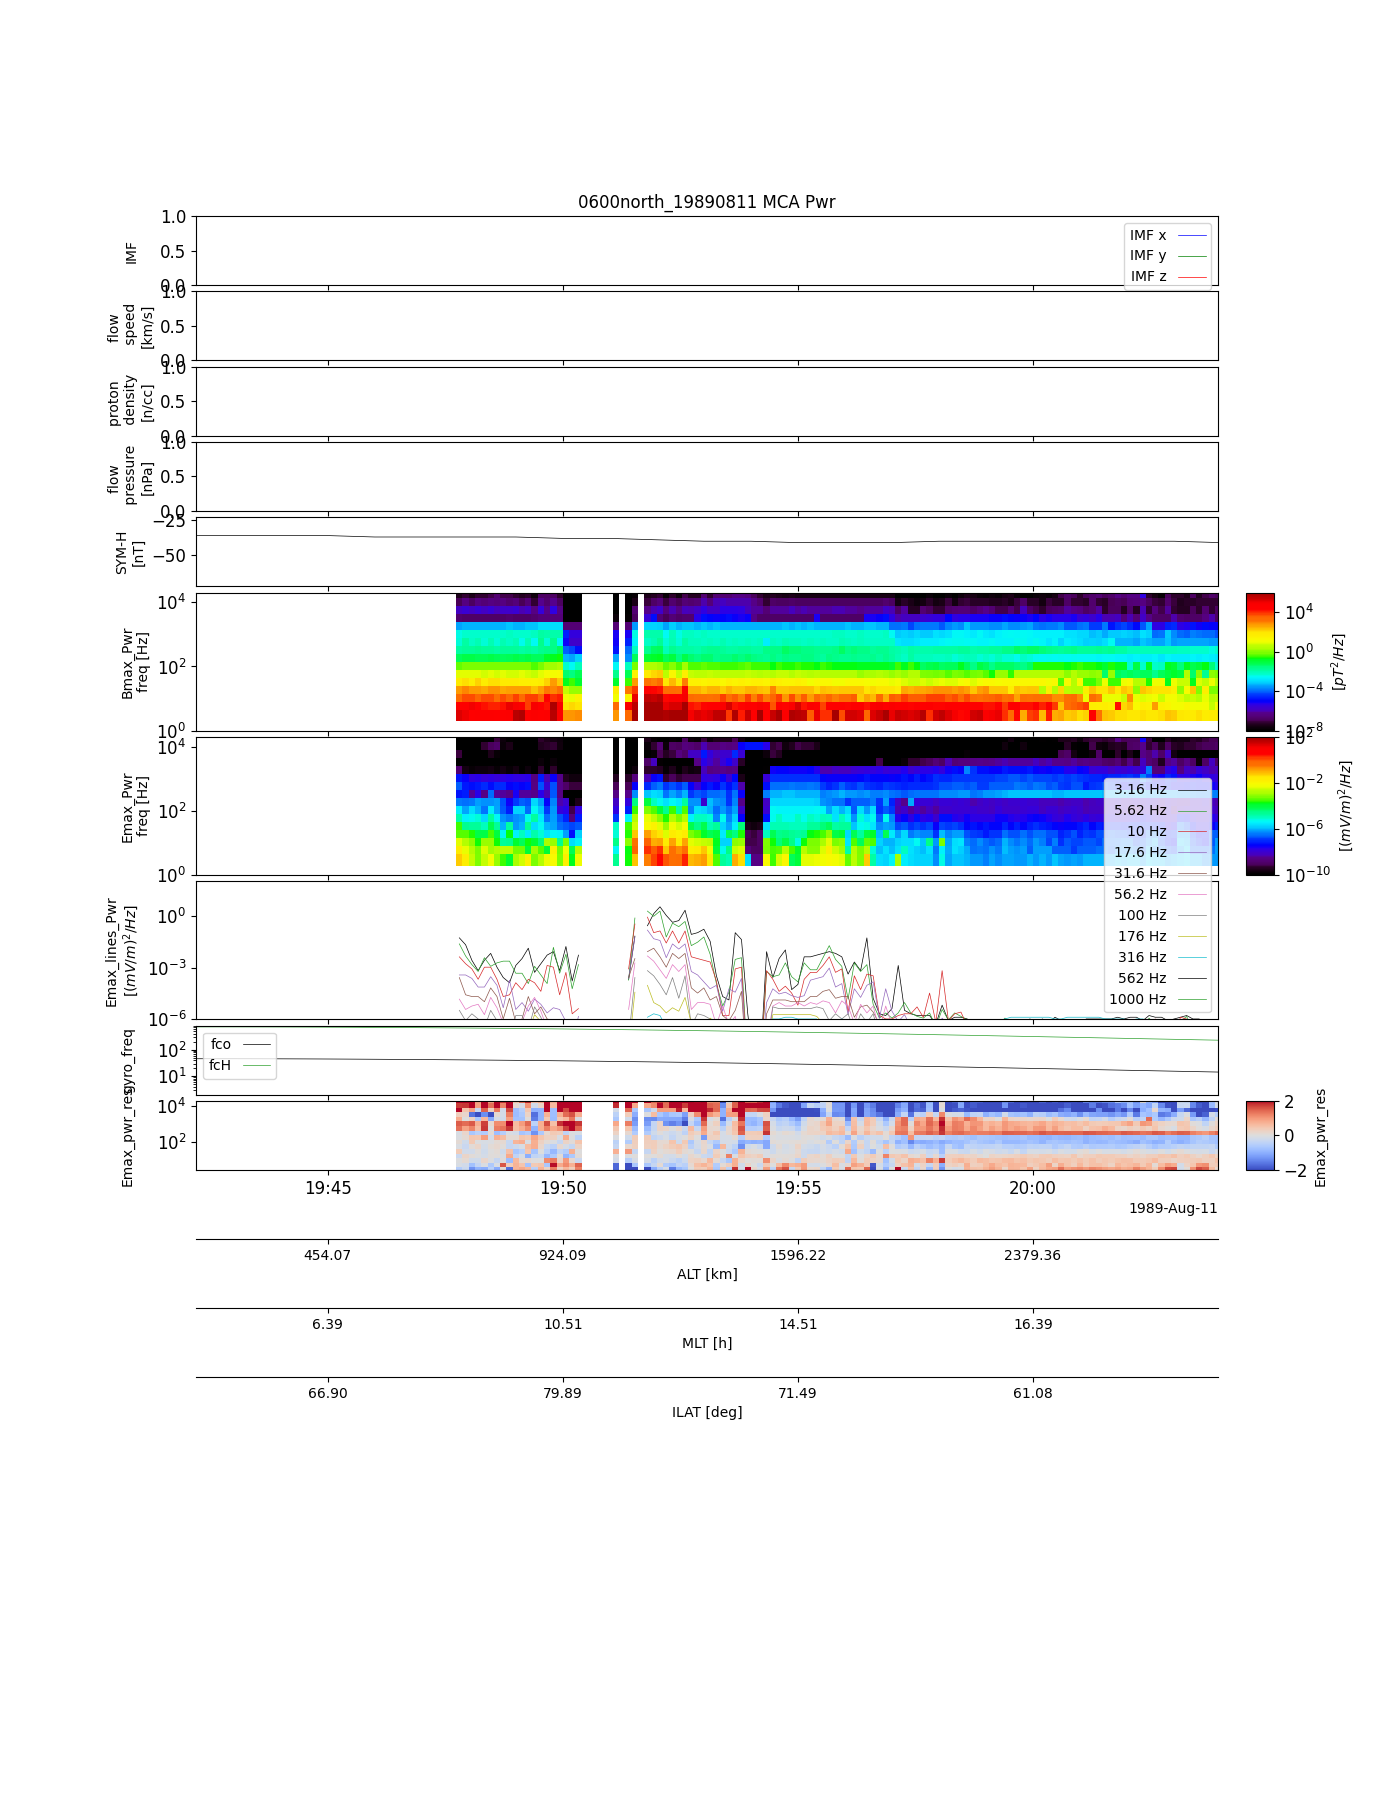 0600north_19890811 MCA Pwr
1.0
0.5
0.0
IMF
IMF x
IMF y
IMF z
1.0
0.5
0.0
flow
speed
[km/s]
1.0
0.5
0.0
proton
density
[n/cc]
1.0
0.5
0.0
flow
pressure
[nPa]
−25
−50
SYM-H
[nT]
10^4
10^2
10^0
Bmax_Pwr
freq [Hz]
10^4
10^0
10^−4
10^−8
[pT^2/Hz]
10^4
10^2
10^0
Emax_Pwr
freq [Hz]
10^2
10^−2
10^−6
10^−10
[(mV/m)^2/Hz]
3.16 Hz
5.62 Hz
10 Hz
17.6 Hz
31.6 Hz
56.2 Hz
100 Hz
176 Hz
316 Hz
562 Hz
1000 Hz
10^0
10^−3
10^−6
Emax_lines_Pwr
[(mV/m)^2/Hz]
10^2
10^1
gyro_freq
fco
fcH
10^4
10^2
Emax_pwr_res
2
0
−2
Emax_pwr_res
19:45 19:50 19:55 20:00
1989-Aug-11
454.07 924.09 1596.22 2379.36
ALT [km]
6.39 10.51 14.51 16.39
MLT [h]
66.90 79.89 71.49 61.08
ILAT [deg]